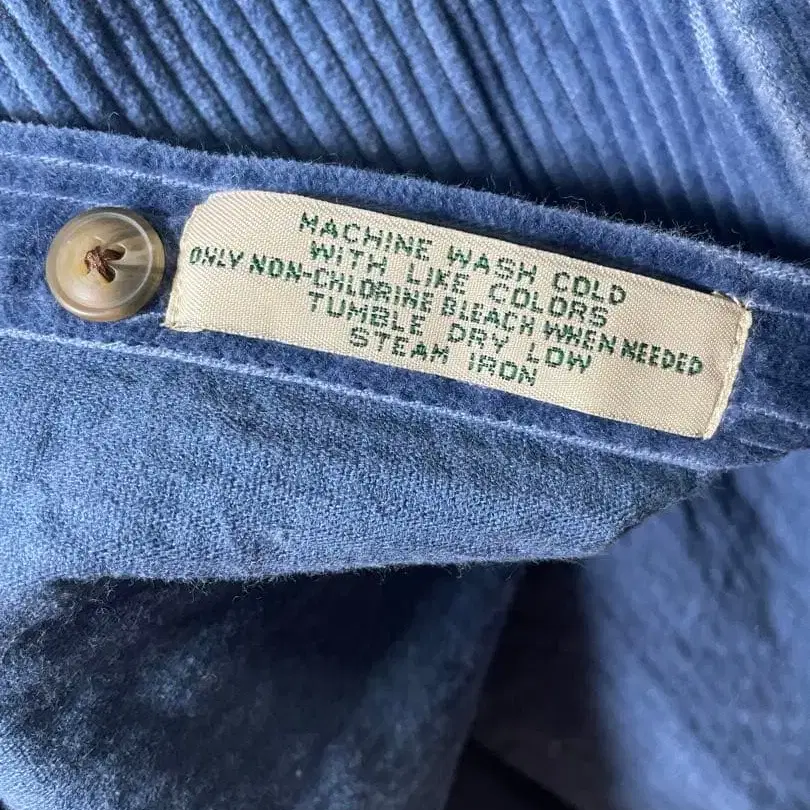 MACHINE WASH COLD
WITH LIKE COLORS
ONLY NON-CHLORINE BLEACH WHEN NEEDED
TUMBLE DRY LOW
STEAM IRON